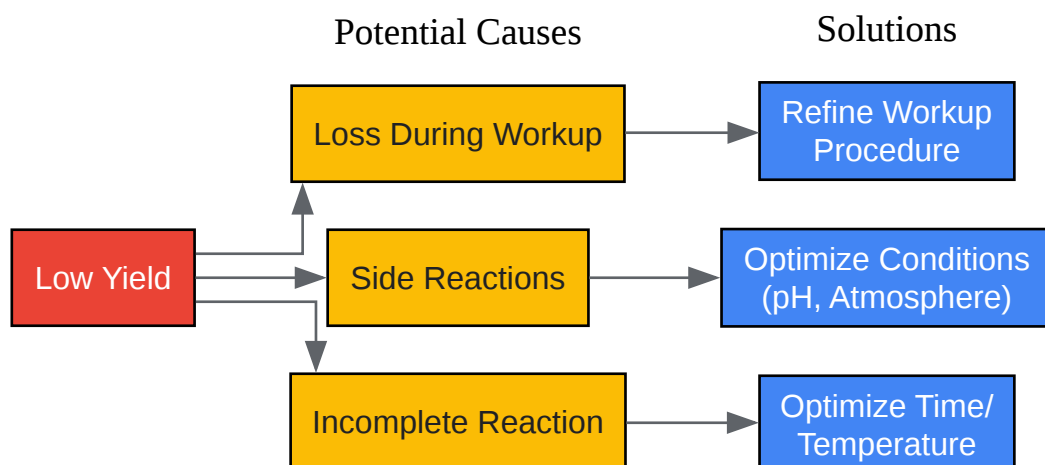 Potential Causes
Solutions
Loss During Workup
Refine Workup
Procedure
Low Yield
Side Reactions
Optimize Conditions
(pH, Atmosphere)
Incomplete Reaction
Optimize Time/
Temperature